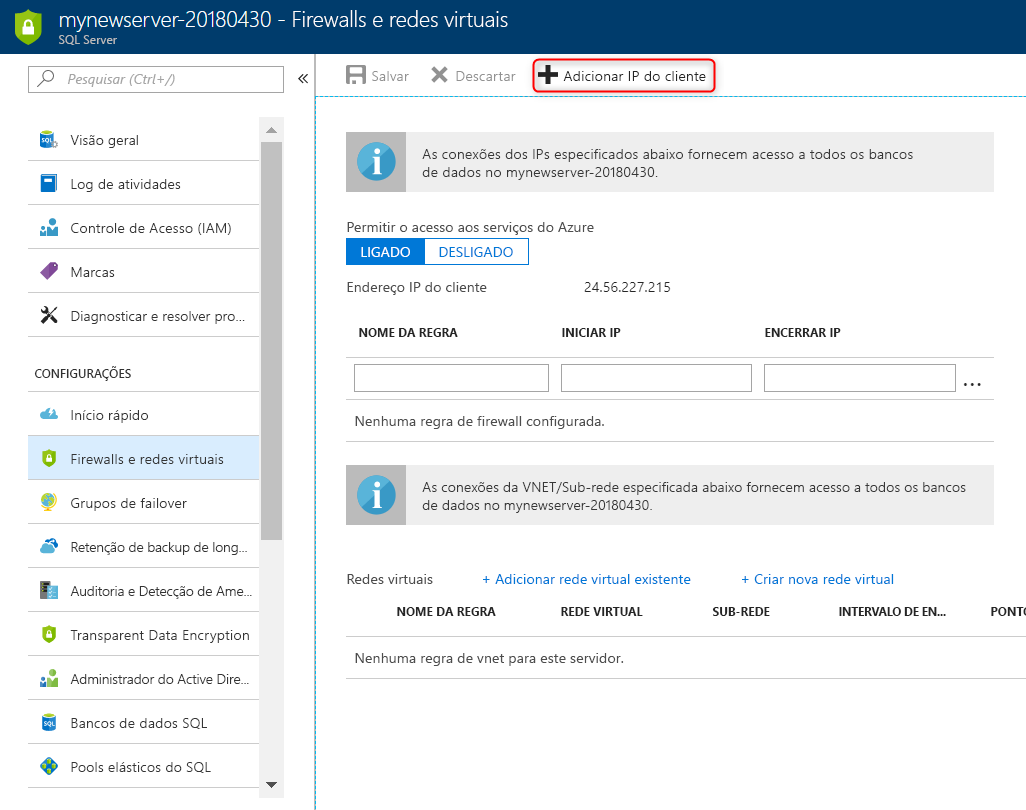 mynewserver-20180430 - Firewalls e redes virtuais
SQL Server
Pesquisar (Ctrl+/)
«
Visão geral
Log de atividades
Controle de Acesso (IAM)
Marcas
Diagnosticar e resolver pro...
CONFIGURAÇÕES
Início rápido
Firewalls e redes virtuais
Grupos de failover
Retenção de backup de long...
Auditoria e Detecção de Ame...
Transparent Data Encryption
Administrador do Active Dire...
Bancos de dados SQL
Pools elásticos do SQL
Salvar
Descartar
Adicionar IP do cliente
As conexões dos IPs especificados abaixo fornecem acesso a todos os bancos
de dados no mynewserver-20180430.
Permitir o acesso aos serviços do Azure
LIGADO DESLIGADO
Endereço IP do cliente 24.56.227.215
NOME DA REGRA INICIAR IP ENCERRAR IP
...
Nenhuma regra de firewall configurada.
As conexões da VNET/Sub-rede especificada abaixo fornecem acesso a todos os bancos
de dados no mynewserver-20180430.
Redes virtuais + Adicionar rede virtual existente + Criar nova rede virtual
NOME DA REGRA REDE VIRTUAL SUB-REDE INTERVALO DE EN... PONTO
Nenhuma regra de vnet para este servidor.